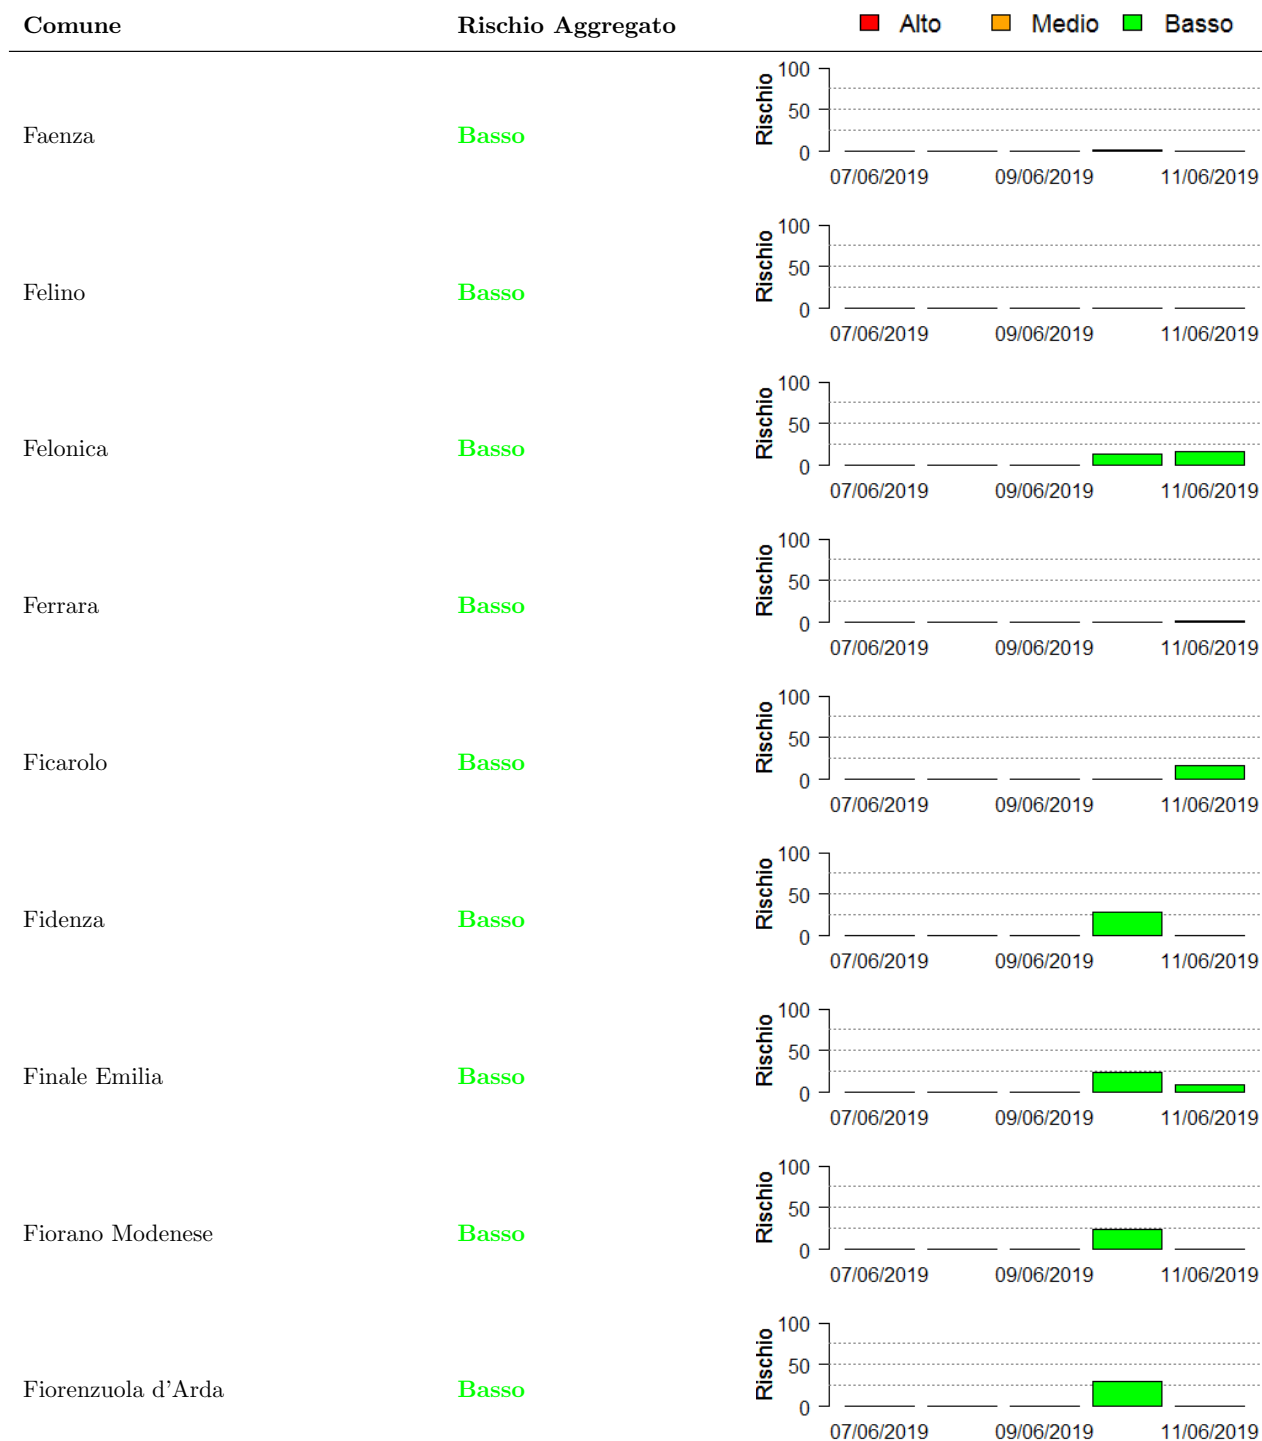 Comune Rischio Aggregato Alto Medio Basso
Faenza Basso Rischio 100 50 0
07/06/2019 09/06/2019 11/06/2019
Felino Basso Rischio 100 50 0
07/06/2019 09/06/2019 11/06/2019
Felonica Basso Rischio 100 50 0
07/06/2019 09/06/2019 11/06/2019
Ferrara Basso Rischio 100 50 0
07/06/2019 09/06/2019 11/06/2019
Ficarolo Basso Rischio 100 50 0
07/06/2019 09/06/2019 11/06/2019
Fidenza Basso Rischio 100 50 0
07/06/2019 09/06/2019 11/06/2019
Finale Emilia Basso Rischio 100 50 0
07/06/2019 09/06/2019 11/06/2019
Fiorano Modenese Basso Rischio 100 50 0
07/06/2019 09/06/2019 11/06/2019
Fiorenzuola d'Arda Basso Rischio 100 50 0
07/06/2019 09/06/2019 11/06/2019